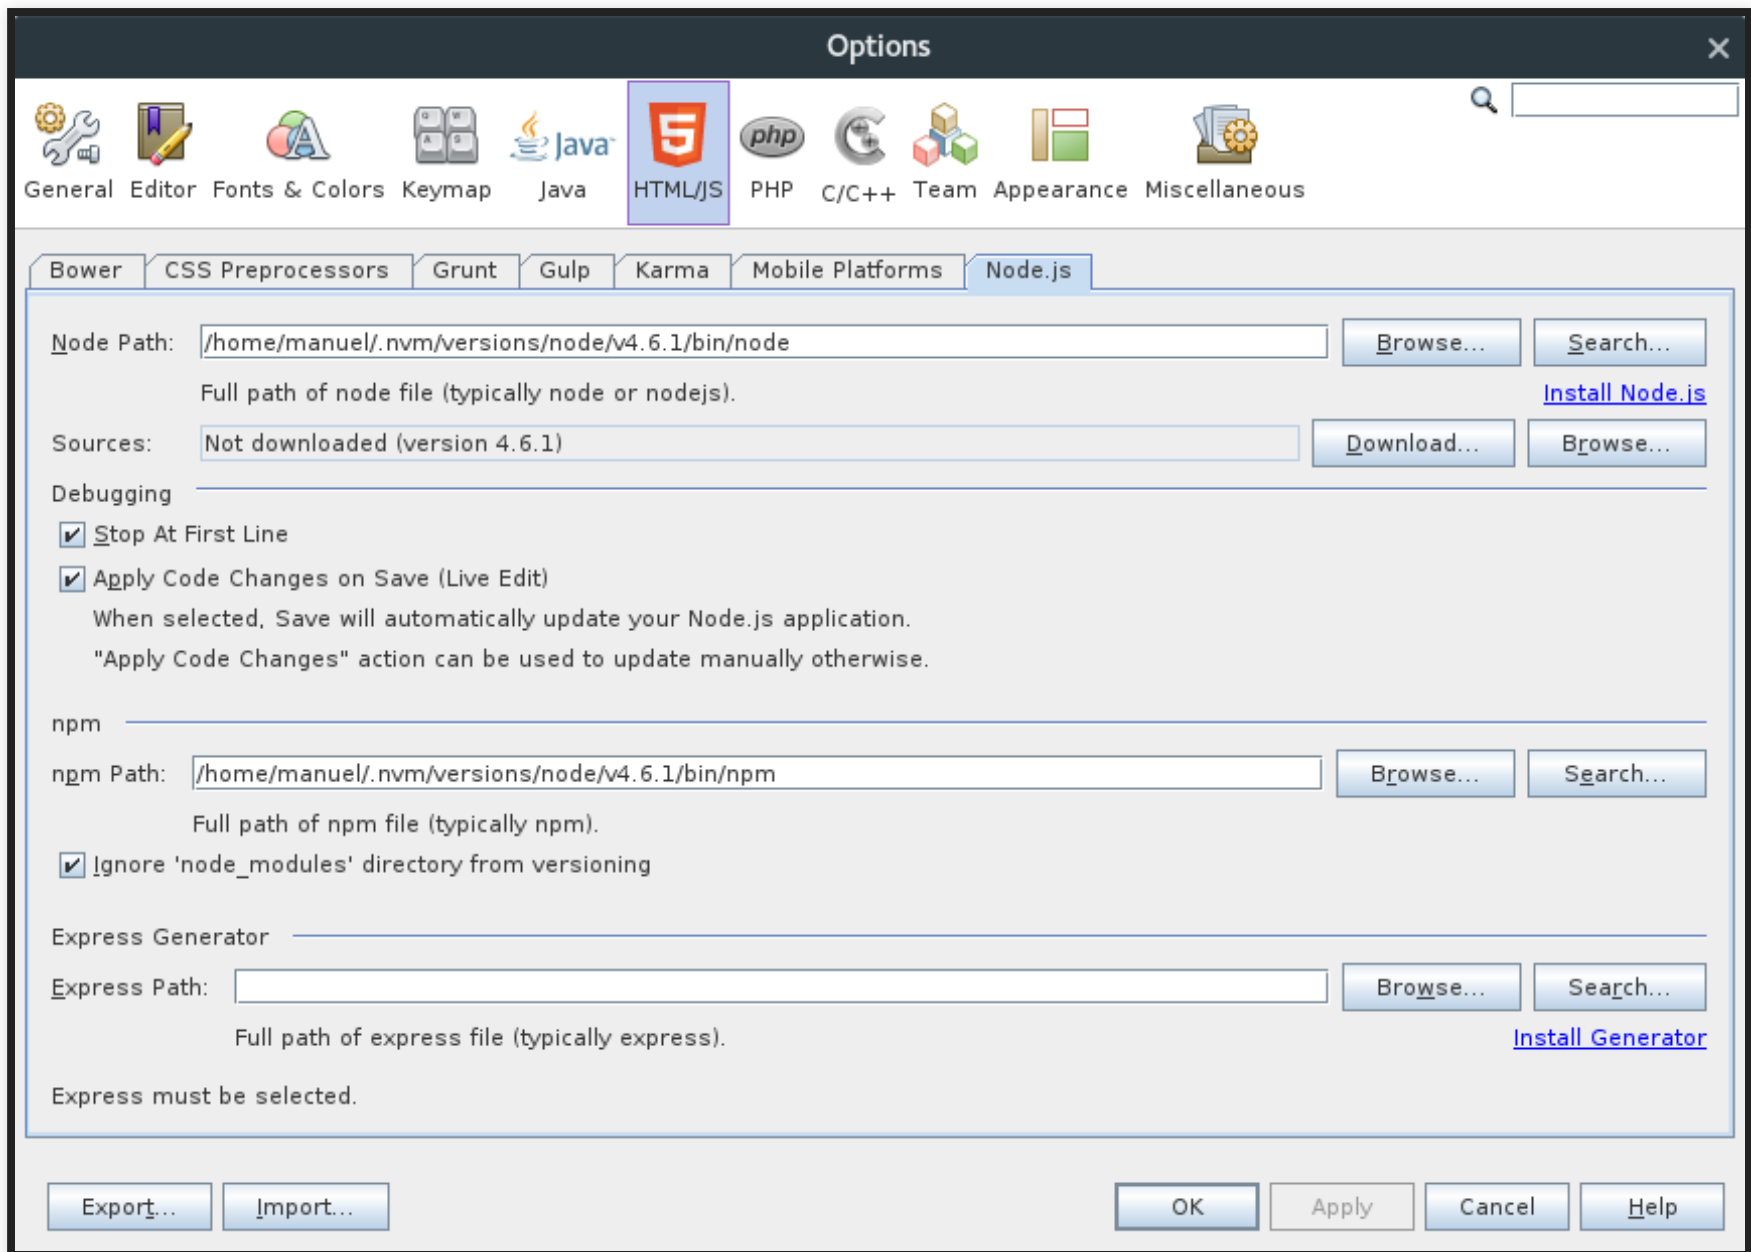 Options
General Editor Fonts & Colors Keymap Java Java HTML/JS php PHP C/C++ Team Appearance Miscellaneous
Bower CSS Preprocessors Grunt Gulp Karma Mobile Platforms Node.js
Node Path: /home/manuel/.nvm/versions/node/v4.6.1/bin/node Browse... Search...
Full path of node file (typically node or nodejs). Install Node.js
Sources: Not downloaded (version 4.6.1) Download... Browse...
Debugging
Stop At First Line
Apply Code Changes on Save (Live Edit)
When selected, Save will automatically update your Node.js application.
"Apply Code Changes" action can be used to update manually otherwise.
npm
npm Path: /home/manuel/.nvm/versions/node/v4.6.1/bin/npm Browse... Search...
Full path of npm file (typically npm).
Ignore 'node_modules' directory from versioning
Express Generator
Express Path: Browse... Search...
Full path of express file (typically express). Install Generator
Express must be selected.
Export... Import... OK Apply Cancel Help